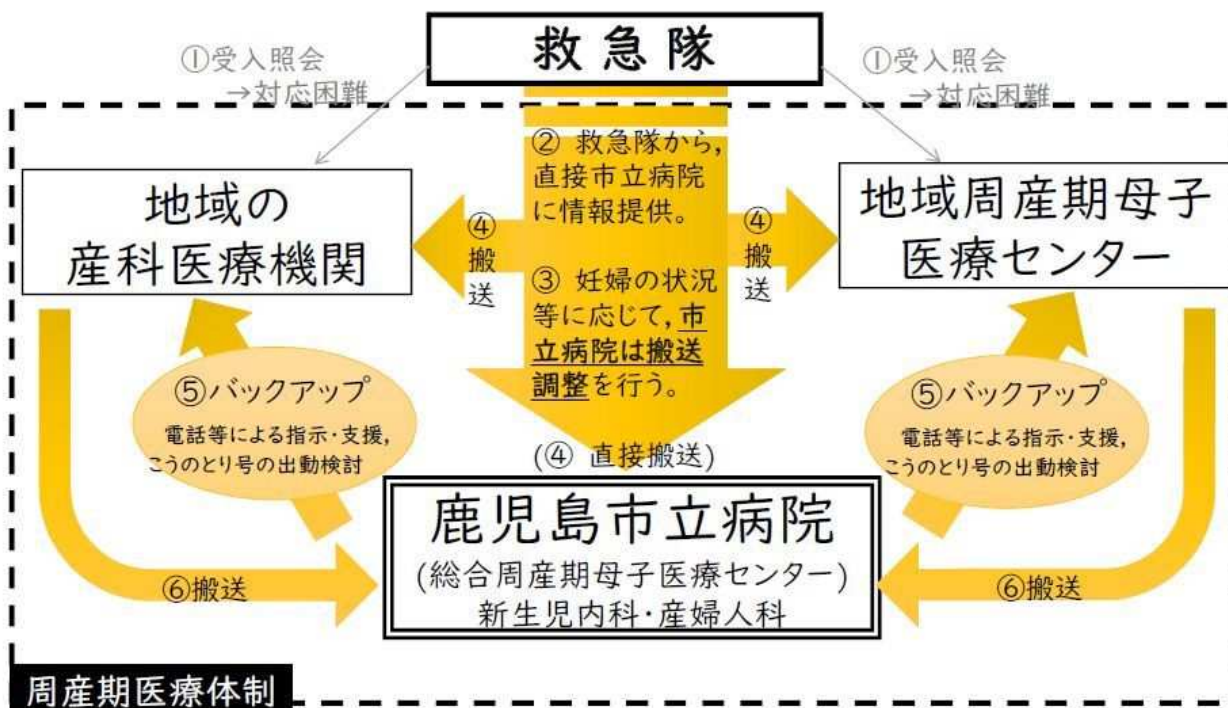 救急隊
①受入照会
→対応困難
①受入照会
→対応困難
② 救急隊から,
直接市立病院
に情報提供。
地域の
産科医療機関
④
搬
送
④
搬
送
地域周産期母子
医療センター
③ 妊婦の状況
等に応じて,市
立病院は搬送
調整を行う。
⑤バックアップ
電話等による指示・支援,
こうのとり号の出動検討
⑤バックアップ
電話等による指示・支援,
こうのとり号の出動検討
(④ 直接搬送)
鹿児島市立病院
(総合周産期母子医療センター)
新生児内科・産婦人科
⑥搬送
⑥搬送
周産期医療体制